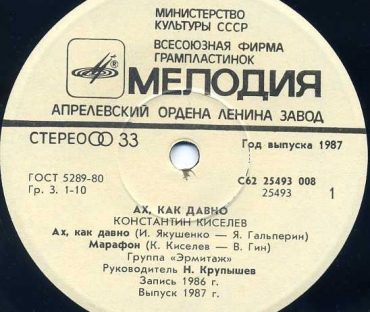 МИНИСТЕРСТВО
КУЛЬТУРЫ СССР
ВСЕСОЮЗНАЯ ФИРМА
ГРАМПЛАСТИНОК
МЕЛОДИЯ
АПРЕЛЕВСКИЙ ОРДЕНА ЛЕНИНА ЗАВОД
СТЕРЕО 33
Год выпуска 1987
ГОСТ 5289-80
Гр. 3. 1-10
С62 25493 008
25493
1
АХ, КАК ДАВНО
КОНСТАНТИН КИСЕЛЕВ
Ах, как давно (И. Якушенко — Я. Гальперин)
Марафон (К. Киселев — В. Гин)
Группа «Эрмитаж»
Руководитель Н. Крупышев
Запись 1986 г.
Выпуск 1987 г.